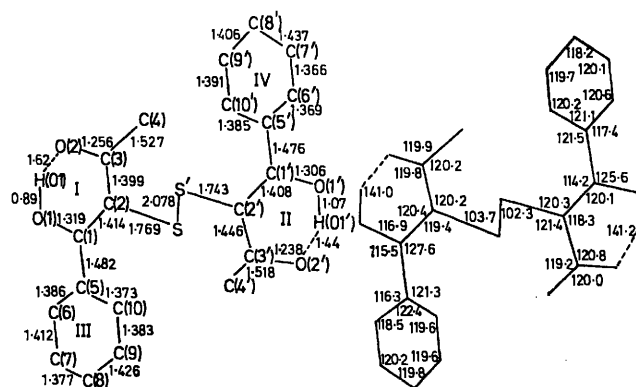 C(8')
1·406 1·437
C(9') C(7')
1·391 IV 1·366
C(10') C(6')
1·385 1·369
C(5')
C(4)
O(2) 1·256 1·527
1·62 C(3)
H(O1) I 1·399
0·89
O(1) 1·319 C(2)
1·414 1·769
C(1)
S' 2·078 S
1·476
1·743 C(1') 1·306 O(1')
1·408 1·07
C(2') II H(O1')
1·446 1·44
C(3') 1·238 O(2')
1·518
C(4')
1·482
1·386 C(5) 1·373
C(6) C(10)
1·412 III 1·383
C(7) C(9)
1·377 C(8) 1·426
118·2
119·7 120·1
120·2 120·6
121·1
121·5 117·4
119·9
119·8 120·2
141·0
120·4 120·2
119·4
116·9
115·5 127·6
103·7 102·3
114·2 125·6
120·1
120·3
121·4 118·3
141·2
119·2 120·8
120·0
116·3 121·3
122·4
118·5 119·6
120·2 119·6
119·8